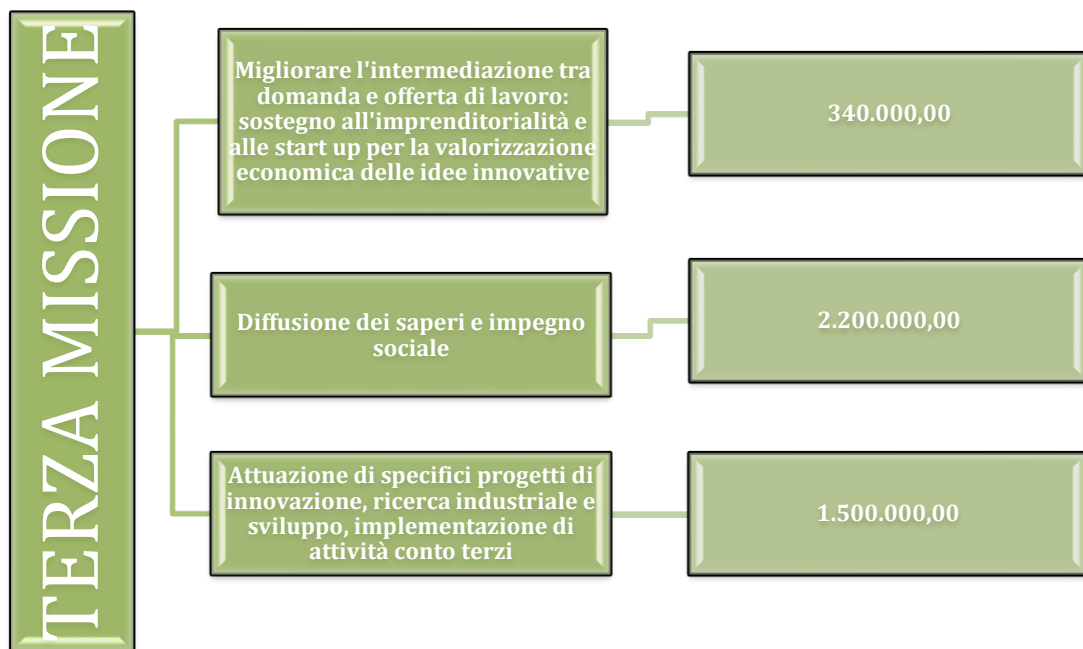 TERZA MISSIONE
Migliorare l'intermediazione tra
domanda e offerta di lavoro:
sostegno all'imprenditorialità e
alle start up per la valorizzazione
economica delle idee innovative
340.000,00
Diffusione dei saperi e impegno
sociale
2.200.000,00
Attuazione di specifici progetti di
innovazione, ricerca industriale e
sviluppo, implementazione di
attività conto terzi
1.500.000,00